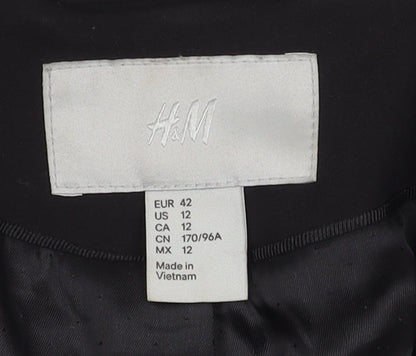 H&M
EUR 42
US 12
CA 12
CN 170/96A
MX 12
Made in
Vietnam